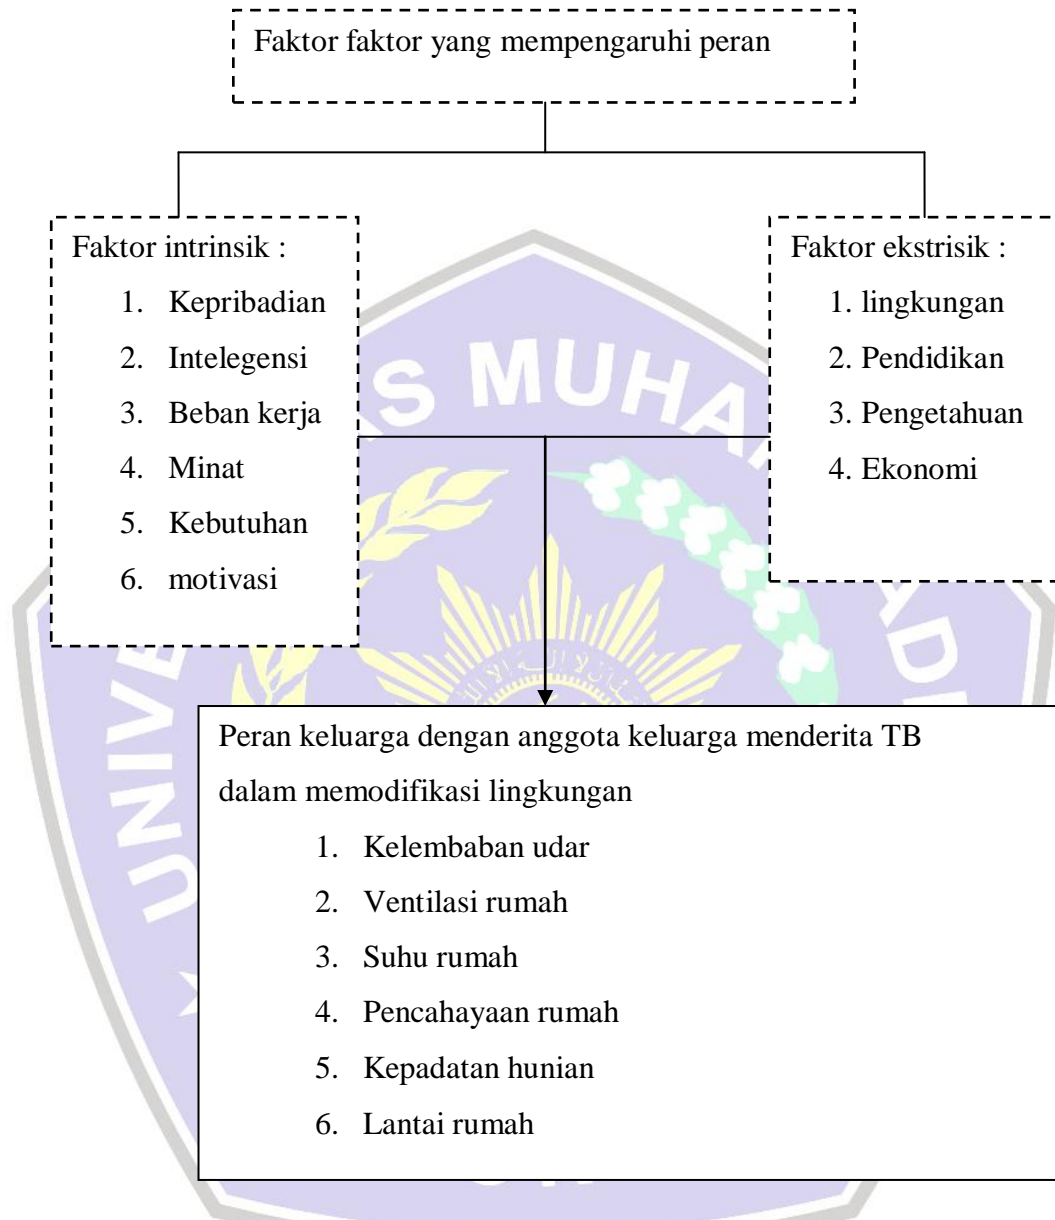 Faktor faktor yang mempengaruhi peran
Faktor intrinsik :
1. Kepribadian
2. Intelegensi
3. Beban kerja
4. Minat
5. Kebutuhan
6. motivasi
Faktor ekstrisik :
1. lingkungan
2. Pendidikan
3. Pengetahuan
4. Ekonomi
Peran keluarga dengan anggota keluarga menderita TB
dalam memodifikasi lingkungan
1. Kelembaban udar
2. Ventilasi rumah
3. Suhu rumah
4. Pencahayaan rumah
5. Kepadatan hunian
6. Lantai rumah